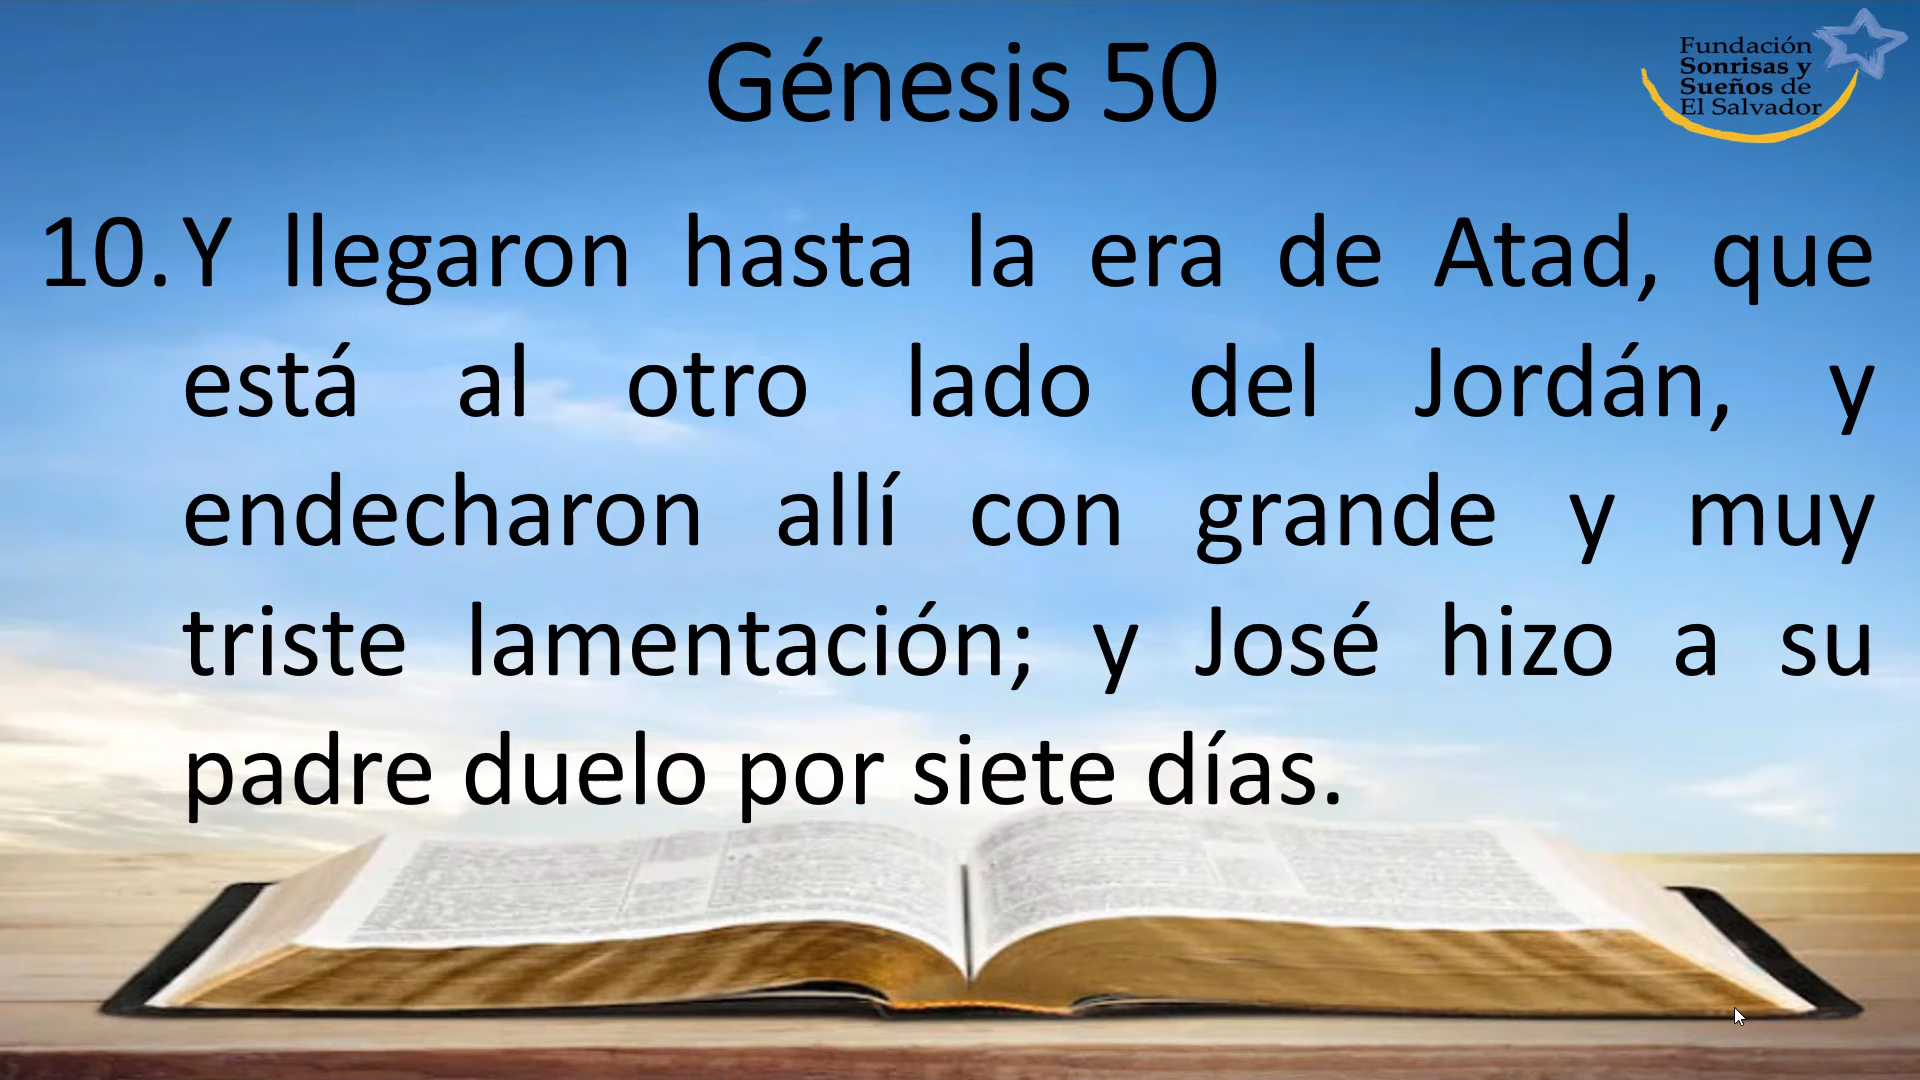 Génesis 50
Fundación
Sonrisas y
Sueños de
El Salvador
10. Y llegaron hasta la era de Atad, que
está al otro lado del Jordán, y
endecharon allí con grande y muy
triste lamentación; y José hizo a su
padre duelo por siete días.